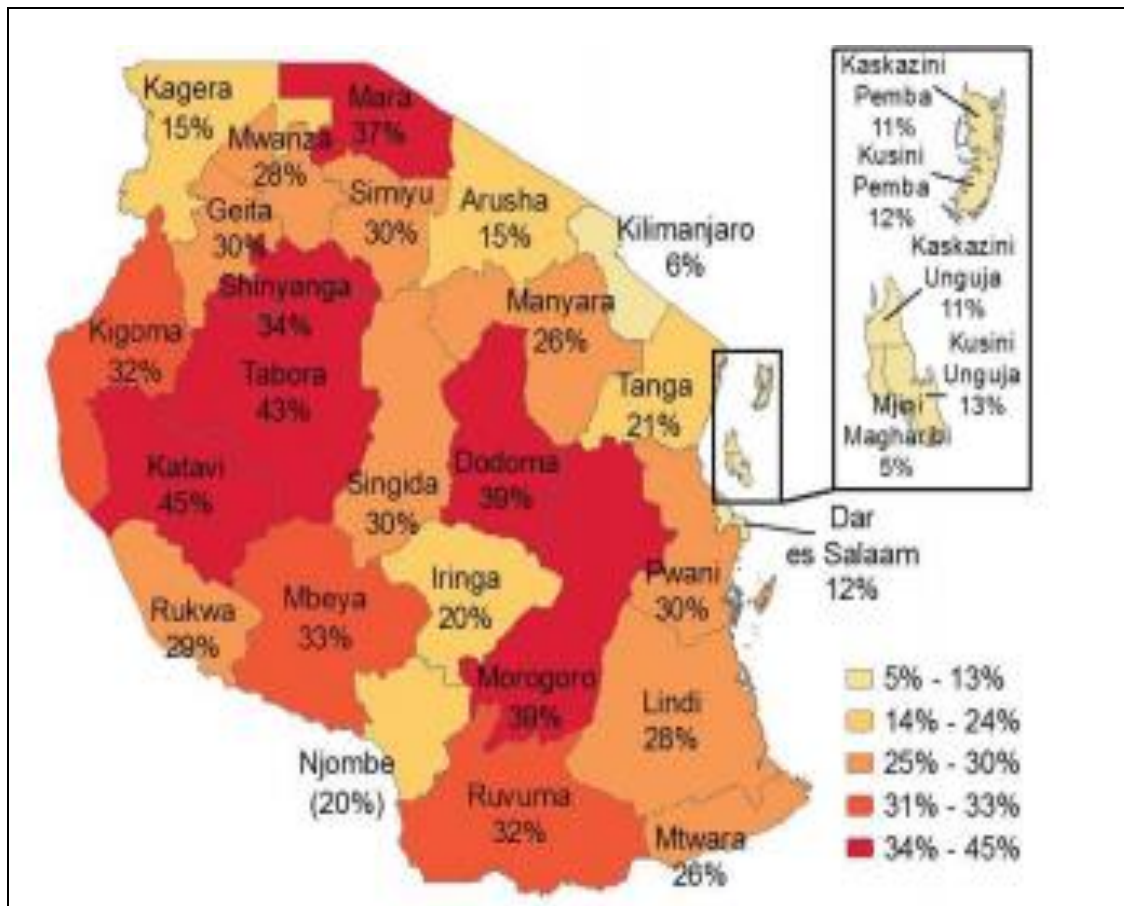 Kagera
15%
Mara
37%
Mwanza
28%
Simiyu
30%
Geita
30%
Arusha
15%
Kilimanjaro
6%
Shinyanga
34%
Kigoma
32%
Manyara
26%
Tabora
43%
Tanga
21%
Katavi
45%
Singida
30%
Dodoma
39%
Dar
es Salaam
12%
Pwani
30%
Iringa
20%
Rukwa
29%
Mbeya
33%
Morogoro
39%
Lindi
28%
Njombe
(20%)
Ruvuma
32%
Mtwara
26%
Kaskazini
Pemba
11%
Kusini
Pemba
12%
Kaskazini
Unguja
11%
Kusini
Unguja
13%
Mjini
Magharibi
5%
5% - 13%
14% - 24%
25% - 30%
31% - 33%
34% - 45%